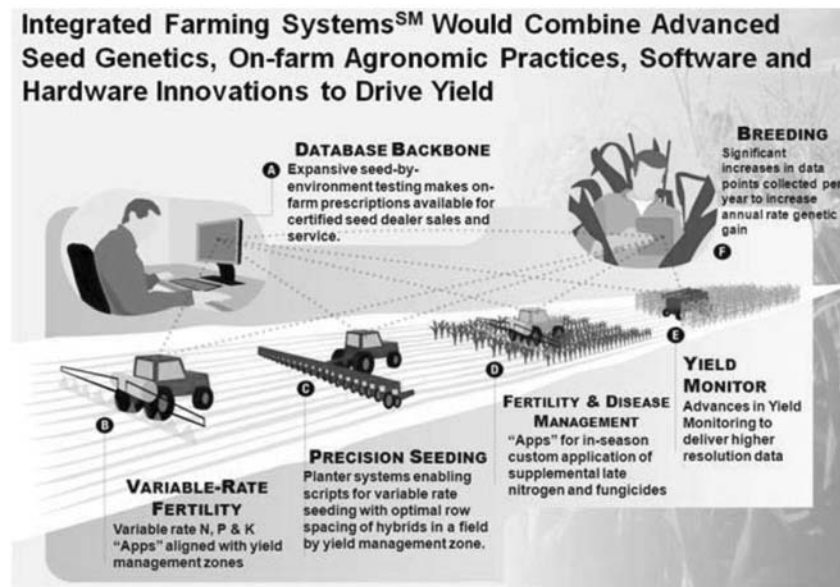 Integrated Farming Systems℠ Would Combine Advanced
Seed Genetics, On-farm Agronomic Practices, Software and
Hardware Innovations to Drive Yield
DATABASE BACKBONE
A
Expansive seed-by-
environment testing makes on-
farm prescriptions available for
certified seed dealer sales and
service.
BREEDING
Significant
increases in data
points collected per
year to increase
annual rate genetic
gain
F
B
VARIABLE-RATE
FERTILITY
Variable rate N, P & K
“Apps” aligned with yield
management zones
C
PRECISION SEEDING
Planter systems enabling
scripts for variable rate
seeding with optimal row
spacing of hybrids in a field
by yield management zone.
D
FERTILITY & DISEASE
MANAGEMENT
“Apps” for in-season
custom application of
supplemental late
nitrogen and fungicides
E
YIELD
MONITOR
Advances in Yield
Monitoring to
deliver higher
resolution data